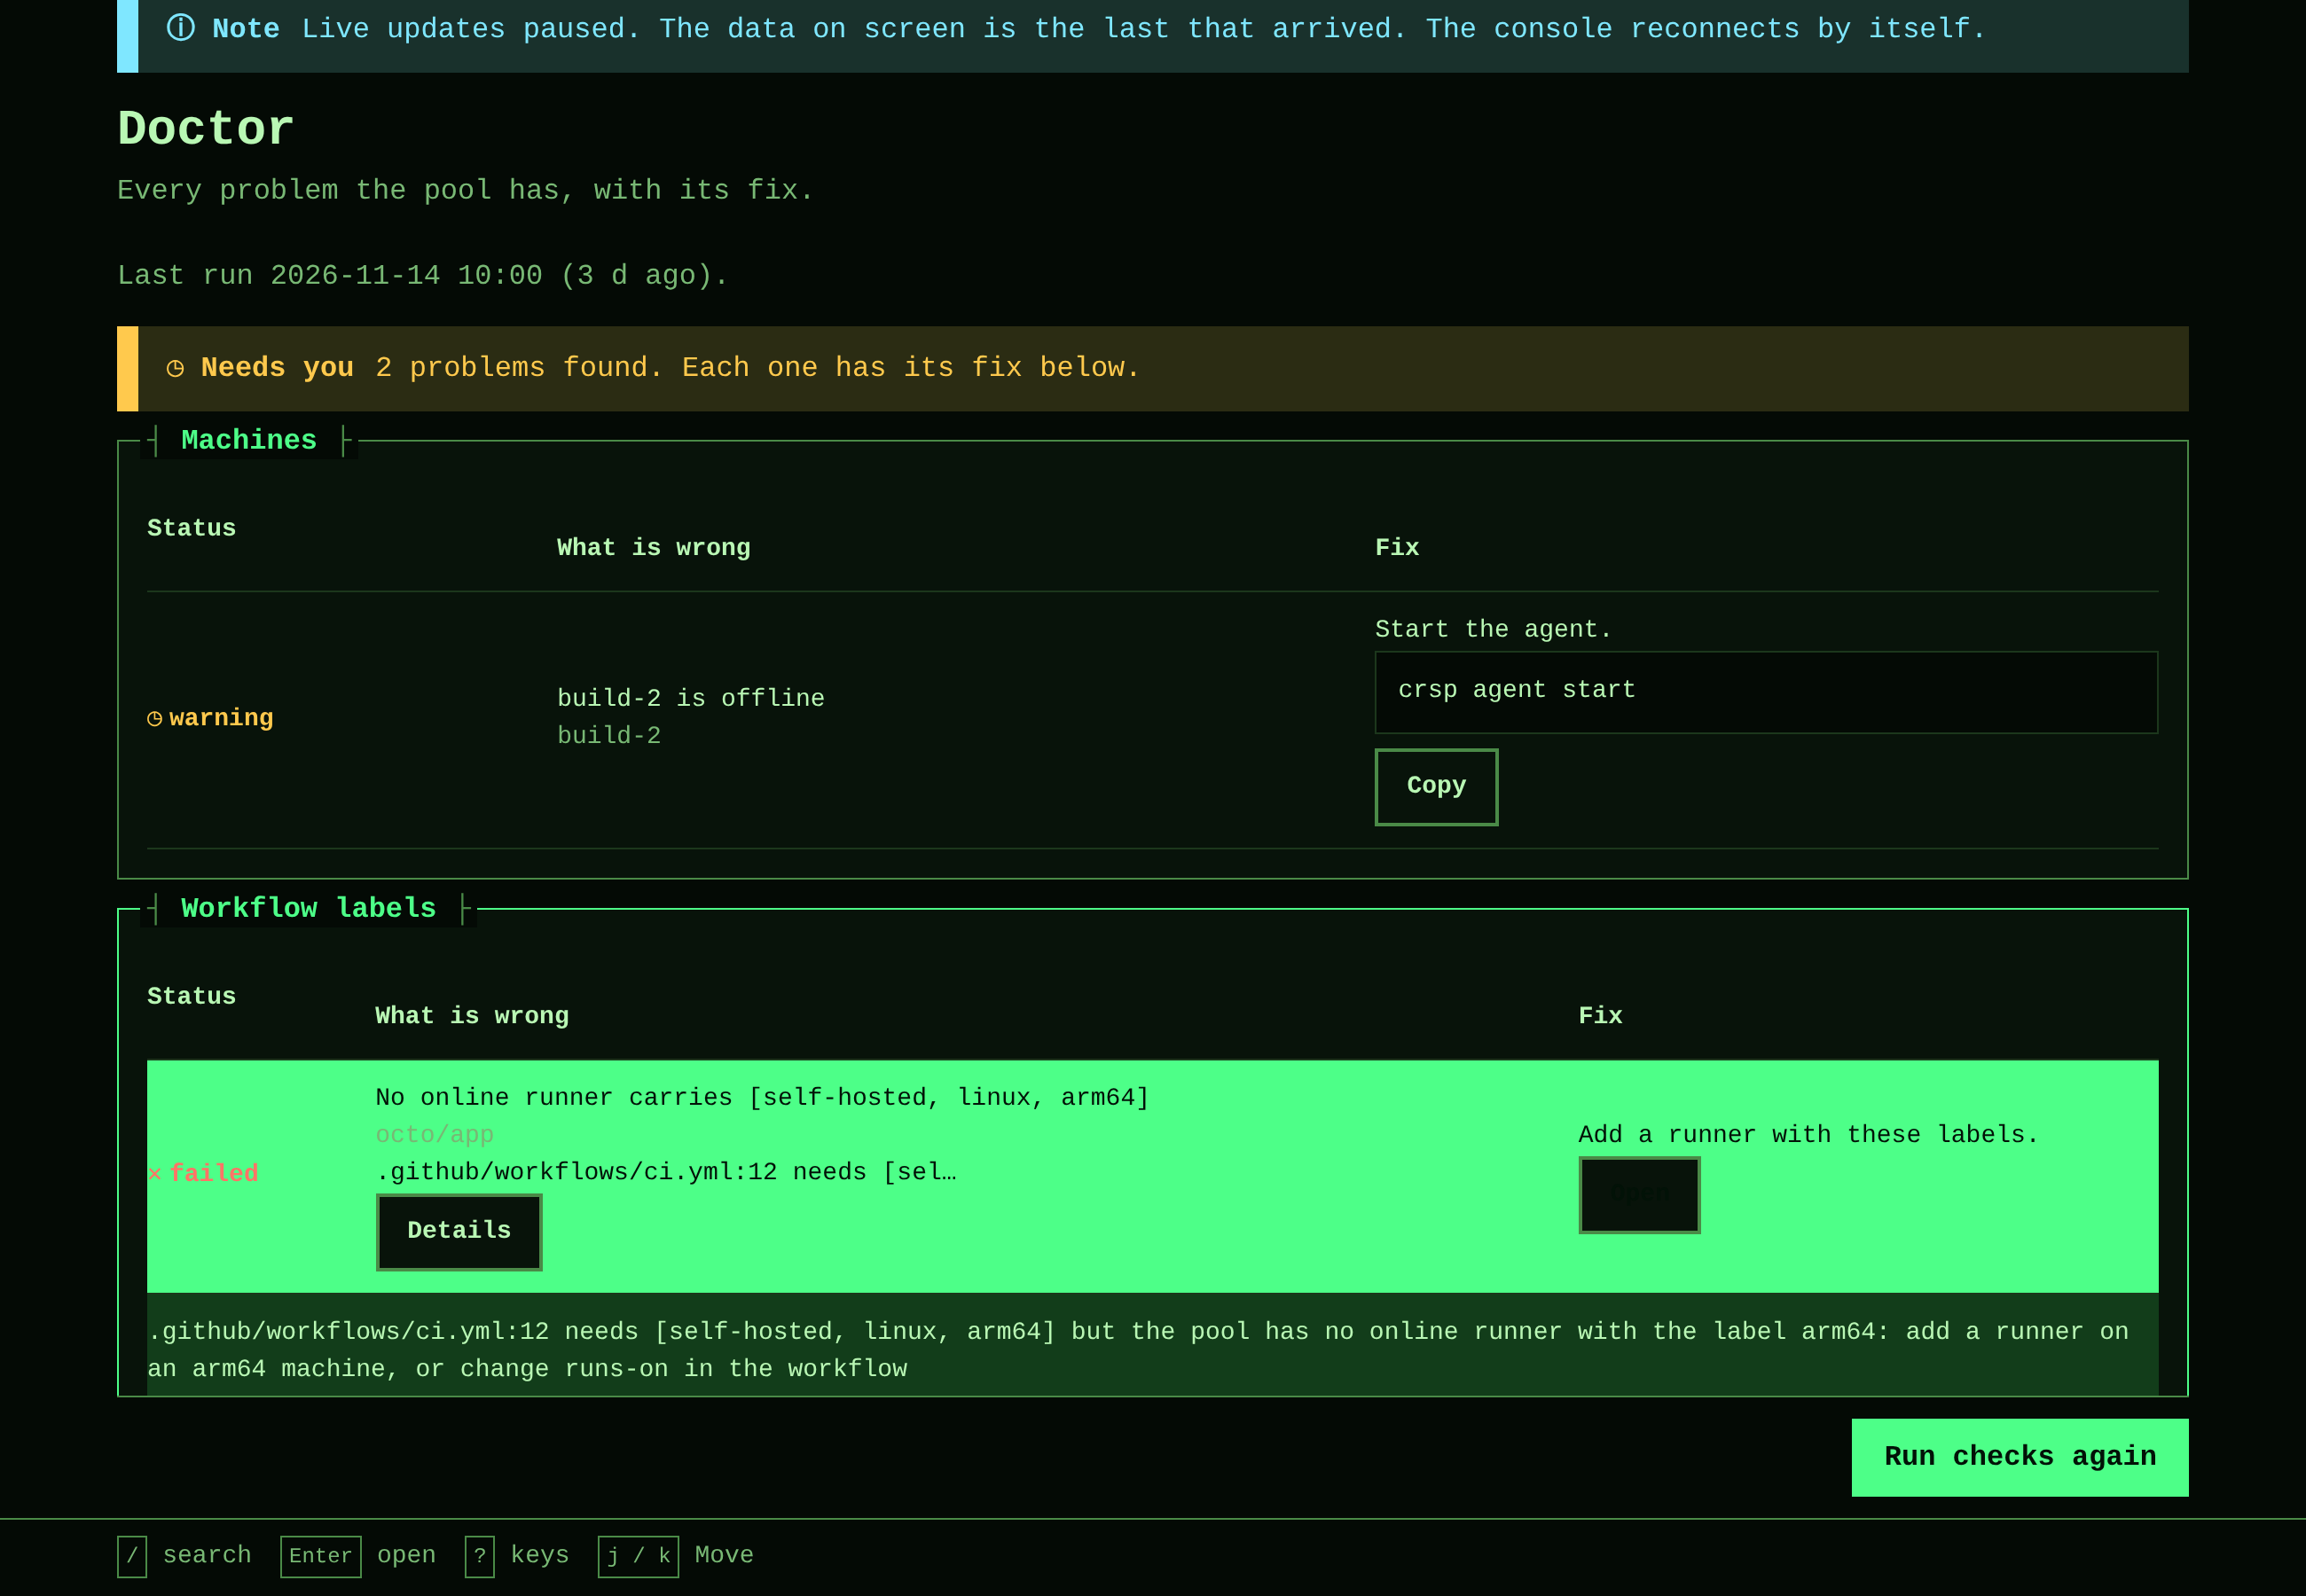 ⓘ Note Live updates paused. The data on screen is the last that arrived. The console reconnects by itself.
Doctor
Every problem the pool has, with its fix.
Last run 2026-11-14 10:00 (3 d ago).
◷ Needs you 2 problems found. Each one has its fix below.
Machines
Status What is wrong Fix
Start the agent.
crsp agent start
◷ warning
build-2 is offline
build-2
Copy
Workflow labels
Status What is wrong Fix
No online runner carries [self-hosted, linux, arm64]
octo/app
.github/workflows/ci.yml:12 needs [sel…
× failed
Details
Add a runner with these labels.
Open
.github/workflows/ci.yml:12 needs [self-hosted, linux, arm64] but the pool has no online runner with the label arm64: add a runner on
an arm64 machine, or change runs-on in the workflow
Run checks again
/ search Enter open ? keys j / k Move